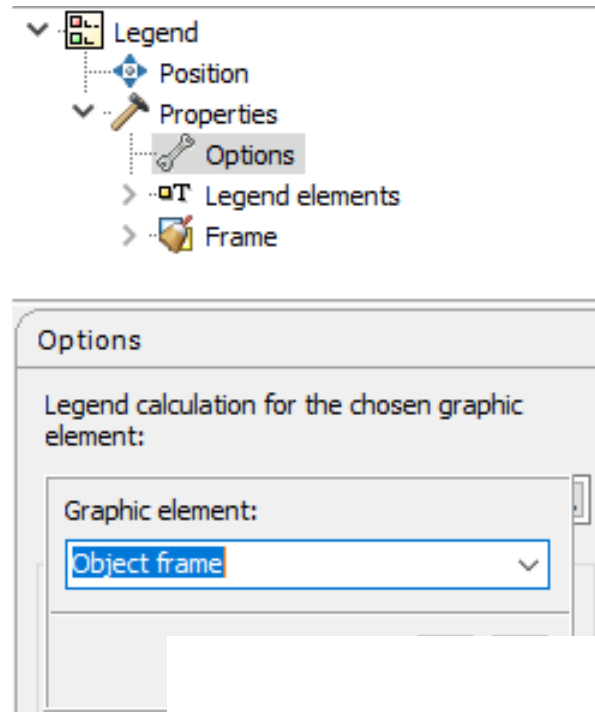 Legend
Position
Properties
Options
T Legend elements
Frame
Options
Legend calculation for the chosen graphic
element:
Graphic element:
Object frame